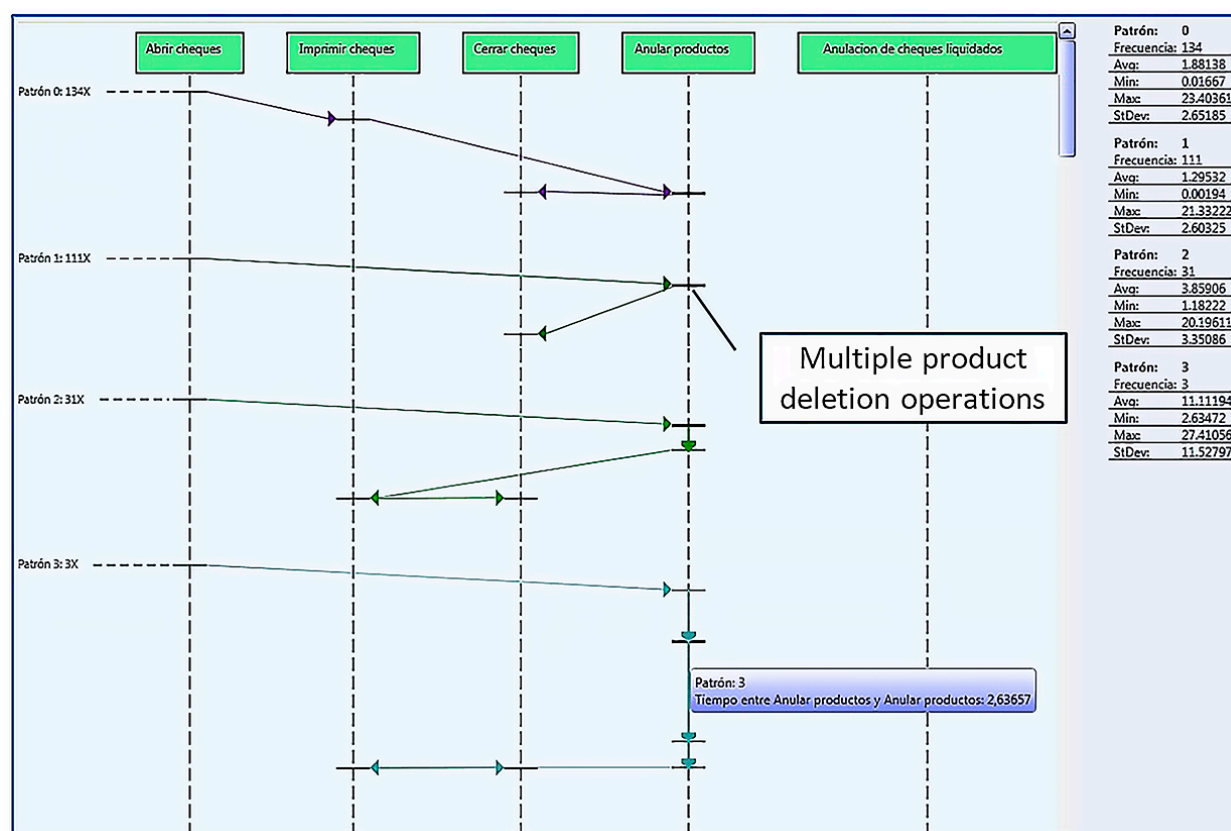 Abrir cheques
Imprimir cheques
Cerrar cheques
Anular productos
Anulacion de cheques liquidados
Patrón 0: 134X
Patrón 1: 111X
Multiple product
deletion operations
Patrón 2: 31X
Patrón 3: 3X
Patrón: 3
Tiempo entre Anular productos y Anular productos: 2,63657
Patrón: 0
Frecuencia: 134
Avg: 1.88138
Min: 0.01667
Max: 23.40361
StDev: 2.65185
Patrón: 1
Frecuencia: 111
Avg: 1.29532
Min: 0.00194
Max: 21.33222
StDev: 2.60325
Patrón: 2
Frecuencia: 31
Avg: 3.85906
Min: 1.18222
Max: 20.19611
StDev: 3.35086
Patrón: 3
Frecuencia: 3
Avg: 11.11194
Min: 2.63472
Max: 27.41056
StDev: 11.52797